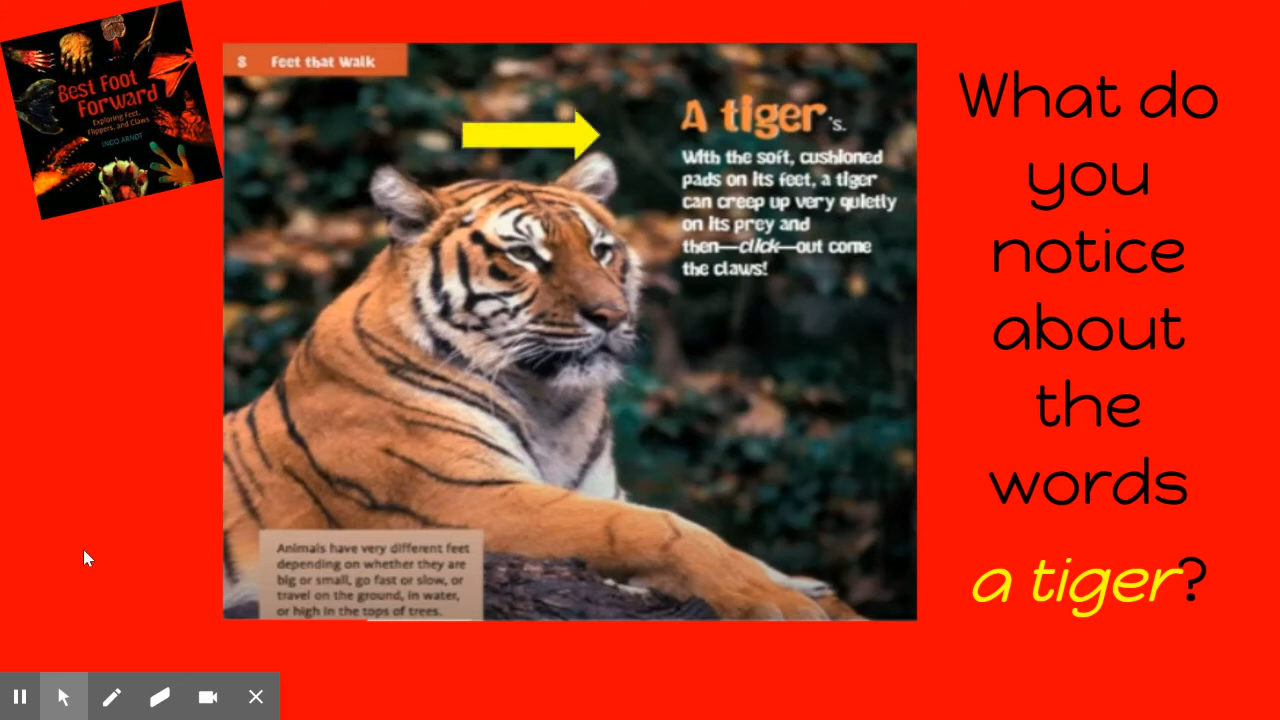 Best Foot
Forward
Exploring Feet,
Flippers, and Claws
INGO ARNDT
8 Feet that Walk
A tiger's.
With the soft, cushioned
pads on its feet, a tiger
can creep up very quietly
on its prey and
then—click—out come
the claws!
Animals have very different feet
depending on whether they are
big or small, go fast or slow, or
travel on the ground, in water,
or high in the tops of trees.
What do
you
notice
about
the
words
a tiger?